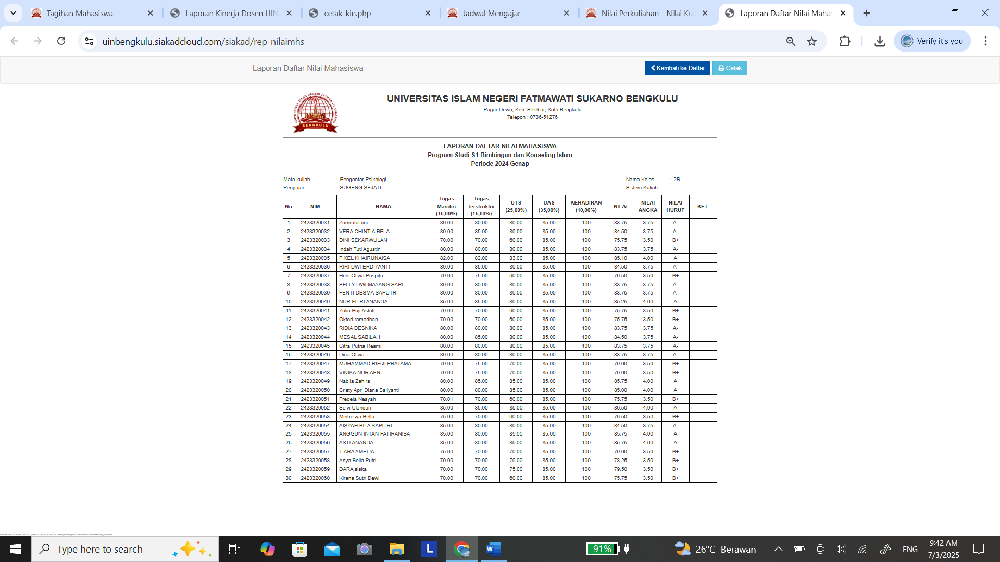 Tagihan Mahasiswa
Laporan Kinerja Dosen UIN
cetak_kin.php
Jadwal Mengajar
Nilai Perkuliahan - Nilai Ku
Laporan Daftar Nilai Maha
uinbengkulu.siakadcloud.com/siakad/rep_nilaimhs
Verify it's you
Laporan Daftar Nilai Mahasiswa
Kembali ke Daftar
Cetak
UNIVERSITAS ISLAM NEGERI FATMAWATI SUKARNO
BENGKULU
UNIVERSITAS ISLAM NEGERI FATMAWATI SUKARNO BENGKULU
Pagar Dewa, Kec. Selebar, Kota Bengkulu
Telepon : 0736-51276
LAPORAN DAFTAR NILAI MAHASISWA
Program Studi S1 Bimbingan dan Konseling Islam
Periode 2024 Genap
Mata kuliah : Pengantar Psikologi Nama Kelas : 2B
Pengajar : SUGENG SEJATI Sistem Kuliah :
No NIM NAMA Tugas Mandiri (15,00%) Tugas Terstruktur (15,00%) UTS (25,00%) UAS (35,00%) KEHADIRAN (10,00%) NILAI NILAI ANGKA NILAI HURUF KET.
1 2423320031 Zumratulaini 80.00 80.00 80.00 85.00 100 83.75 3.75 A-
2 2423320032 VERA CHINTIA BELA 80.00 85.00 80.00 85.00 100 84.50 3.75 A-
3 2423320033 DINI SEKARWULAN 70.00 70.00 60.00 85.00 100 75.75 3.50 B+
4 2423320034 Indah Tuti Agustin 80.00 80.00 80.00 85.00 100 83.75 3.75 A-
5 2423320035 FIXEL KHAIRUNAISA 82.00 82.00 83.00 85.00 100 85.10 4.00 A
6 2423320036 RIRI DWI ERDIYANTI 80.00 85.00 80.00 85.00 100 84.50 3.75 A-
7 2423320037 Hedi Olivia Puspita 70.00 75.00 60.00 85.00 100 76.50 3.50 B+
8 2423320038 SELLY DWI MAYANG SARI 80.00 80.00 80.00 85.00 100 83.75 3.75 A-
9 2423320039 FENTI DESMA SAPUTRI 80.00 80.00 80.00 85.00 100 83.75 3.75 A-
10 2423320040 NUR FITRI ANANDA 85.00 85.00 80.00 85.00 100 85.25 4.00 A
11 2423320041 Yulia Puji Astuti 70.00 70.00 60.00 85.00 100 75.75 3.50 B+
12 2423320042 Oktori ramadhan 70.00 70.00 60.00 85.00 100 75.75 3.50 B+
13 2423320043 RIDIA DESNIKA 80.00 80.00 80.00 85.00 100 83.75 3.75 A-
14 2423320044 MESAL SABILAH 80.00 85.00 80.00 85.00 100 84.50 3.75 A-
15 2423320045 Citra Putria Resmi 80.00 80.00 80.00 85.00 100 83.75 3.75 A-
16 2423320046 Dina Olivia 80.00 80.00 80.00 85.00 100 83.75 3.75 A-
17 2423320047 MUHAMMAD RIFQI PRATAMA 70.00 75.00 70.00 85.00 100 79.00 3.50 B+
18 2423320048 VINIKA NUR AFNI 70.00 75.00 70.00 85.00 100 79.00 3.50 B+
19 2423320049 Nabila Zahira 80.00 85.00 85.00 85.00 100 85.75 4.00 A
20 2423320050 Cristy Apri Diana Saliyanti 80.00 80.00 85.00 85.00 100 85.00 4.00 A
21 2423320051 Fredela Nesyah 70.01 70.00 60.00 85.00 100 75.75 3.50 B+
22 2423320052 Selvi Ulandari 85.00 85.00 85.00 85.00 100 86.50 4.00 A
23 2423320053 Meihesya Bella 75.00 70.00 60.00 85.00 100 76.50 3.50 B+
24 2423320054 AISYAH BILA SAPITRI 85.00 80.00 80.00 85.00 100 84.50 3.75 A-
25 2423320055 ANGGUN INTAN PATIRANISA 85.00 80.00 85.00 85.00 100 85.75 4.00 A
26 2423320056 ASTI ANANDA 85.00 80.00 85.00 85.00 100 85.75 4.00 A
27 2423320057 TIARA AMELIA 75.00 70.00 70.00 85.00 100 79.00 3.50 B+
28 2423320058 Anya Bella Putri 70.00 70.00 70.00 85.00 100 78.25 3.50 B+
29 2423320059 DARA siska 70.00 70.00 75.00 85.00 100 79.50 3.50 B+
30 2423320060 Kirana Sutri Dewi 70.00 70.00 60.00 85.00 100 75.75 3.50 B+
Type here to search
L
W
91%
26°C Berawan
ENG
9:42 AM
7/3/2025